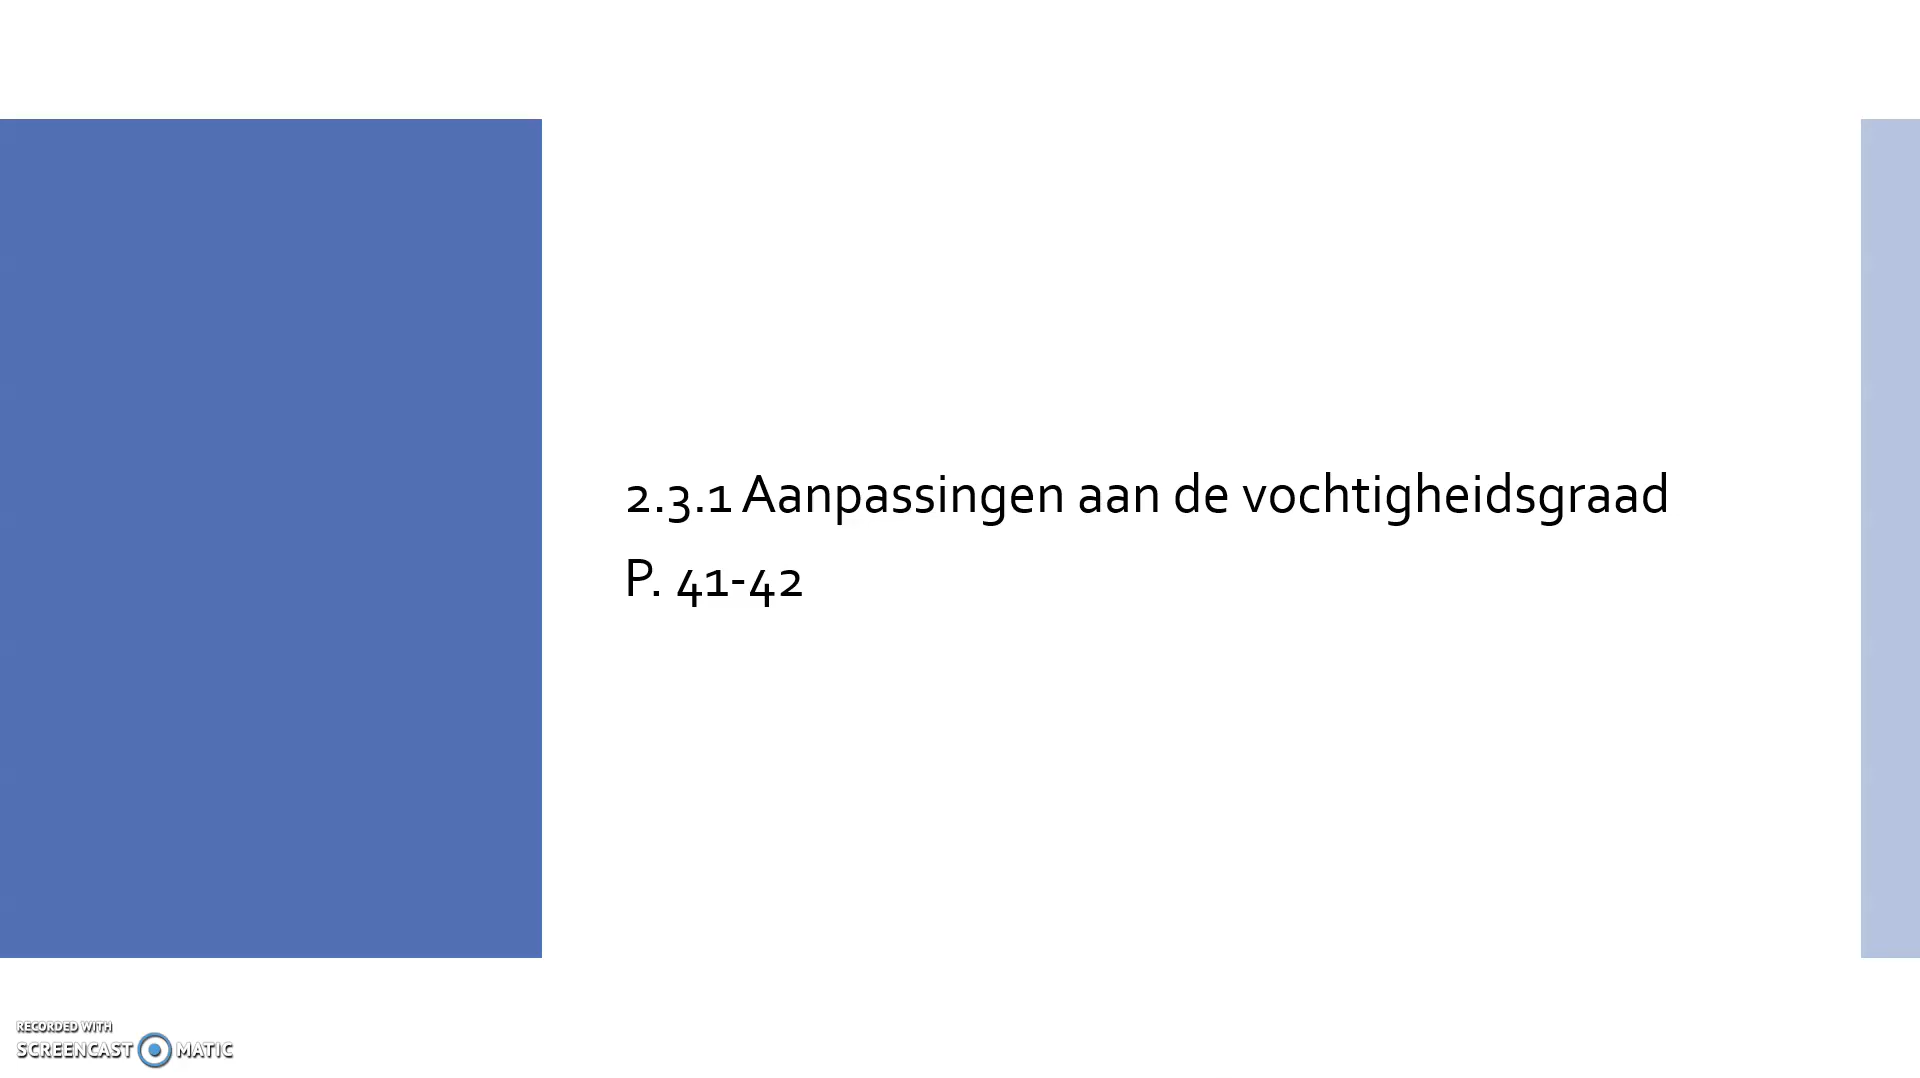 2.3.1 Aanpassingen aan de vochtigheidsgraad
P. 41-42
RECORDED WITH
SCREENCAST MATIC